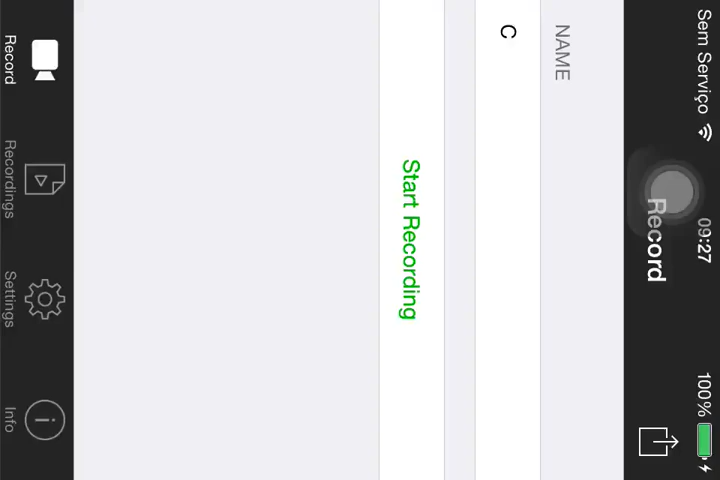 Sem Serviço 09:27 100%
Record
NAME
C
Start Recording
Record Recordings Settings Info